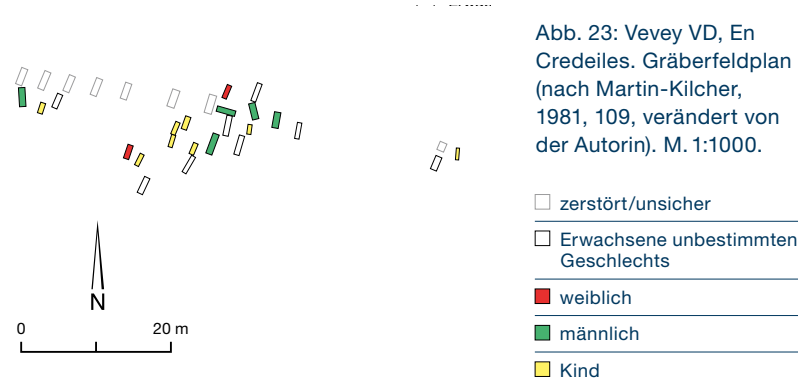 Abb. 23: Vevey VD, En
Credeiles. Gräberfeldplan
(nach Martin-Kilcher,
1981, 109, verändert von
der Autorin). M. 1:1000.
zerstört/unsicher
Erwachsene unbestimmten
Geschlechts
weiblich
männlich
Kind
N
0 20 m